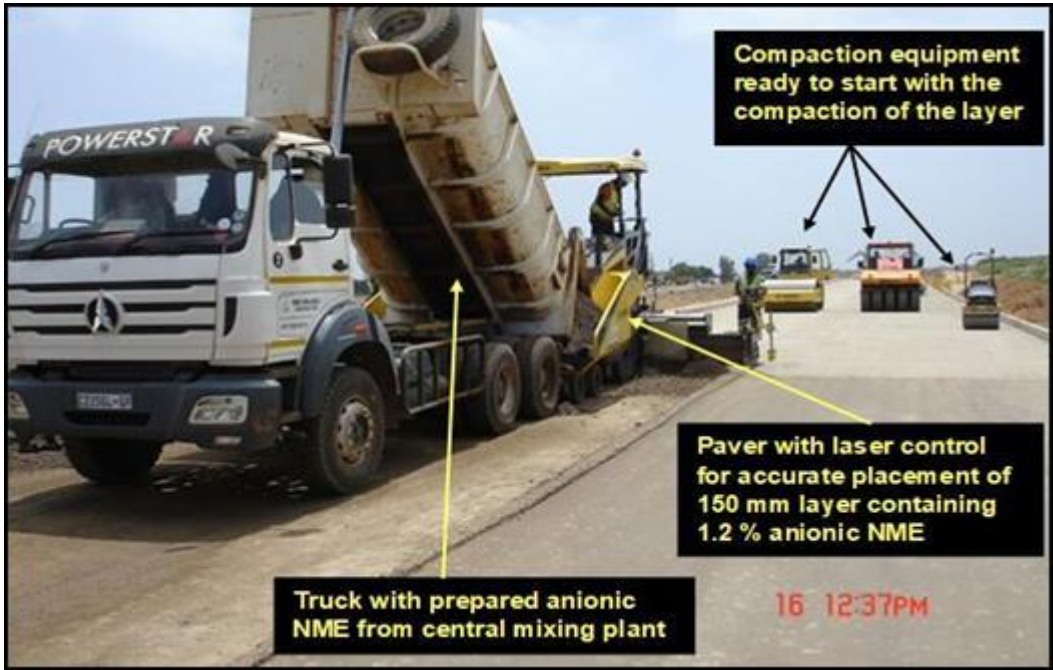 POWERSTAR
Compaction equipment
ready to start with the
compaction of the layer
Paver with laser control
for accurate placement of
150 mm layer containing
1.2 % anionic NME
Truck with prepared anionic
NME from central mixing plant
16 12:37PM